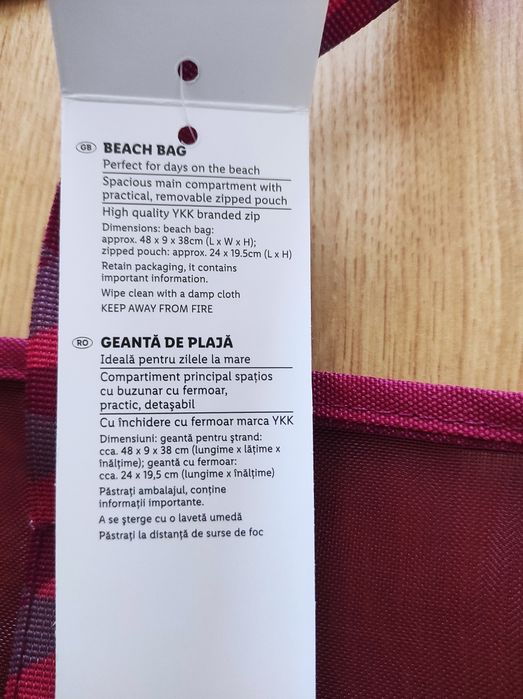 GB BEACH BAG
Perfect for days on the beach
Spacious main compartment with
practical, removable zipped pouch
High quality YKK branded zip
Dimensions: beach bag:
approx. 48 x 9 x 38cm (L x W x H);
zipped pouch: approx. 24 x 19.5cm (L x H)
Retain packaging, it contains
important information.
Wipe clean with a damp cloth
KEEP AWAY FROM FIRE
RO GEANTĂ DE PLAJĂ
Ideală pentru zilele la mare
Compartiment principal spațios
cu buzunar cu fermoar,
practic, detașabil
Cu închidere cu fermoar marca YKK
Dimensiuni: geantă pentru ștrand:
cca. 48 x 9 x 38 cm (lungime x lățime x
înălțime); geantă cu fermoar:
cca. 24 x 19,5 cm (lungime x înălțime)
Păstrați ambalajul, conține
informații importante.
A se șterge cu o lavetă umedă
Păstrați la distanță de surse de foc